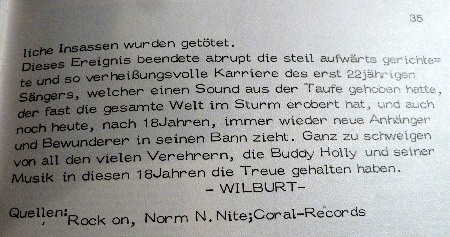 35
liche Insassen wurden getötet.
Dieses Ereignis beendete abrupt die steil aufwärts gerichte=
te und so verheißungsvolle Karriere des erst 22jährigen
Sängers, welcher einen Sound aus der Taufe gehoben hatte,
der fast die gesamte Welt im Sturm erobert hat, und auch
noch heute, nach 18Jahren, immer wieder neue Anhänger
und Bewunderer in seinen Bann zieht. Ganz zu schweigen
von all den vielen Verehrern, die Buddy Holly und seiner
Musik in diesen 18Jahren die Treue gehalten haben.
- WILBURT-
Quellen: Rock on, Norm N. Nite; Coral-Records